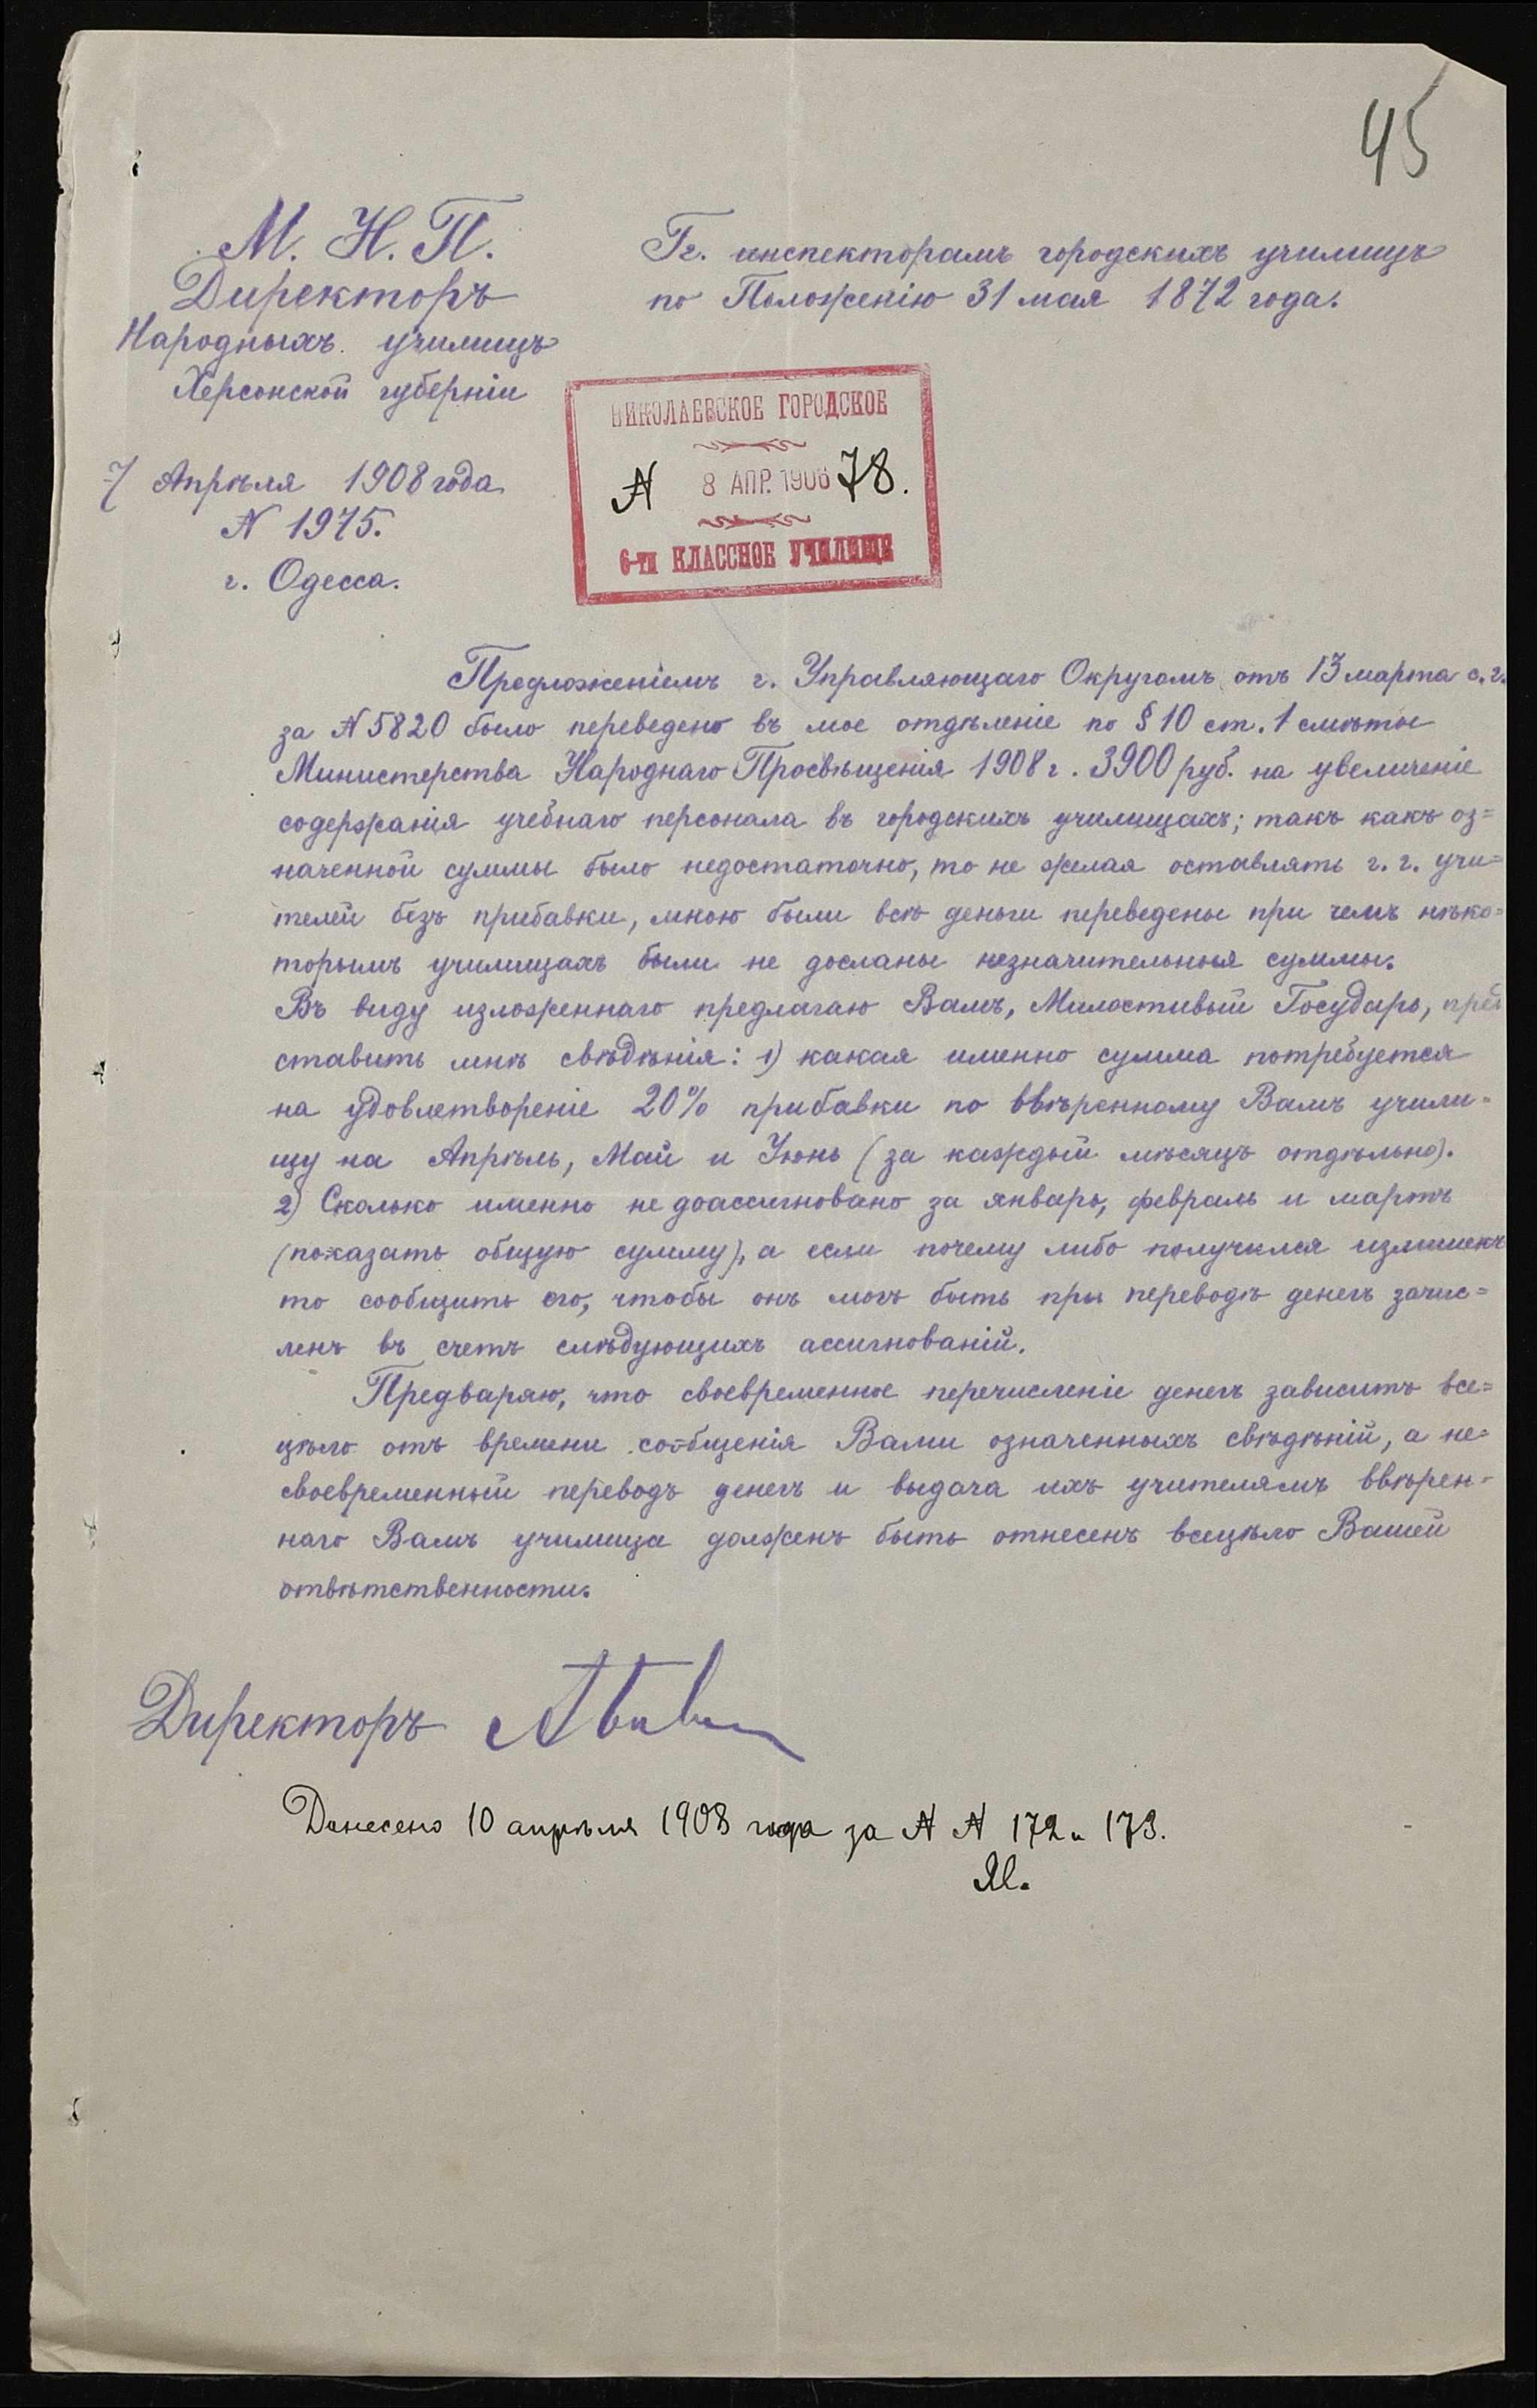 45
М. Н. П.
Директоръ
Народныхъ училищъ
Херсонской губерніи
7 Апрѣля 1908 года
N 1975.
г. Одесса.
Гг. инспекторамъ городскихъ училищъ
по Положенію 31 мая 1872 года.
НИКОЛАЕВСКОЕ ГОРОДСКОЕ
N 8 АПР. 1908 78.
6-ти КЛАССНОЕ УЧИЛИЩЕ
Предложеніемъ г. Управляющаго Округомъ отъ 13 марта с. г.
за N 5820 было переведено въ мое отдѣленіе по § 10 ст. 1 смѣты
Министерства Народнаго Просвѣщенія 1908 г. 3900 руб. на увеличеніе
содержанія учебнаго персонала въ городскихъ училищахъ; такъ какъ оз=
наченной суммы было недостаточно, то не желая оставлять г. г. учи=
телей безъ прибавки, мною были всѣ деньги переведены при чемъ нѣко=
торымъ училищахъ были не досланы незначительныя суммы.
Въ виду изложеннаго предлагаю Вамъ, Милостивый Государь, пред
ставить мнѣ свѣдѣнія: 1) какая именно сумма потребуется
на удовлетвореніе 20% прибавки по ввѣренному Вамъ учили=
щу на Апрѣль, Май и Іюнь (за каждый мѣсяцъ отдѣльно).
2) Сколько именно не доассигновано за январь, февраль и мартъ
(показать общую сумму), а если почему либо получился излишекъ
то сообщить его, чтобы онъ могъ быть при переводѣ денегъ зачис=
ленъ въ счетъ слѣдующихъ ассигнованій.
Предваряю, что своевременное перечисленіе денегъ зависитъ все=
цѣло отъ времени сообщенія Вами означенныхъ свѣдѣній, а не=
своевременный переводъ денегъ и выдача ихъ учителямъ ввѣрен=
наго Вамъ училища долженъ быть отнесенъ всецѣло Вашей
отвѣтственности.
Директоръ
Донесено 10 апрѣля 1908 года за N N 172 и 173.